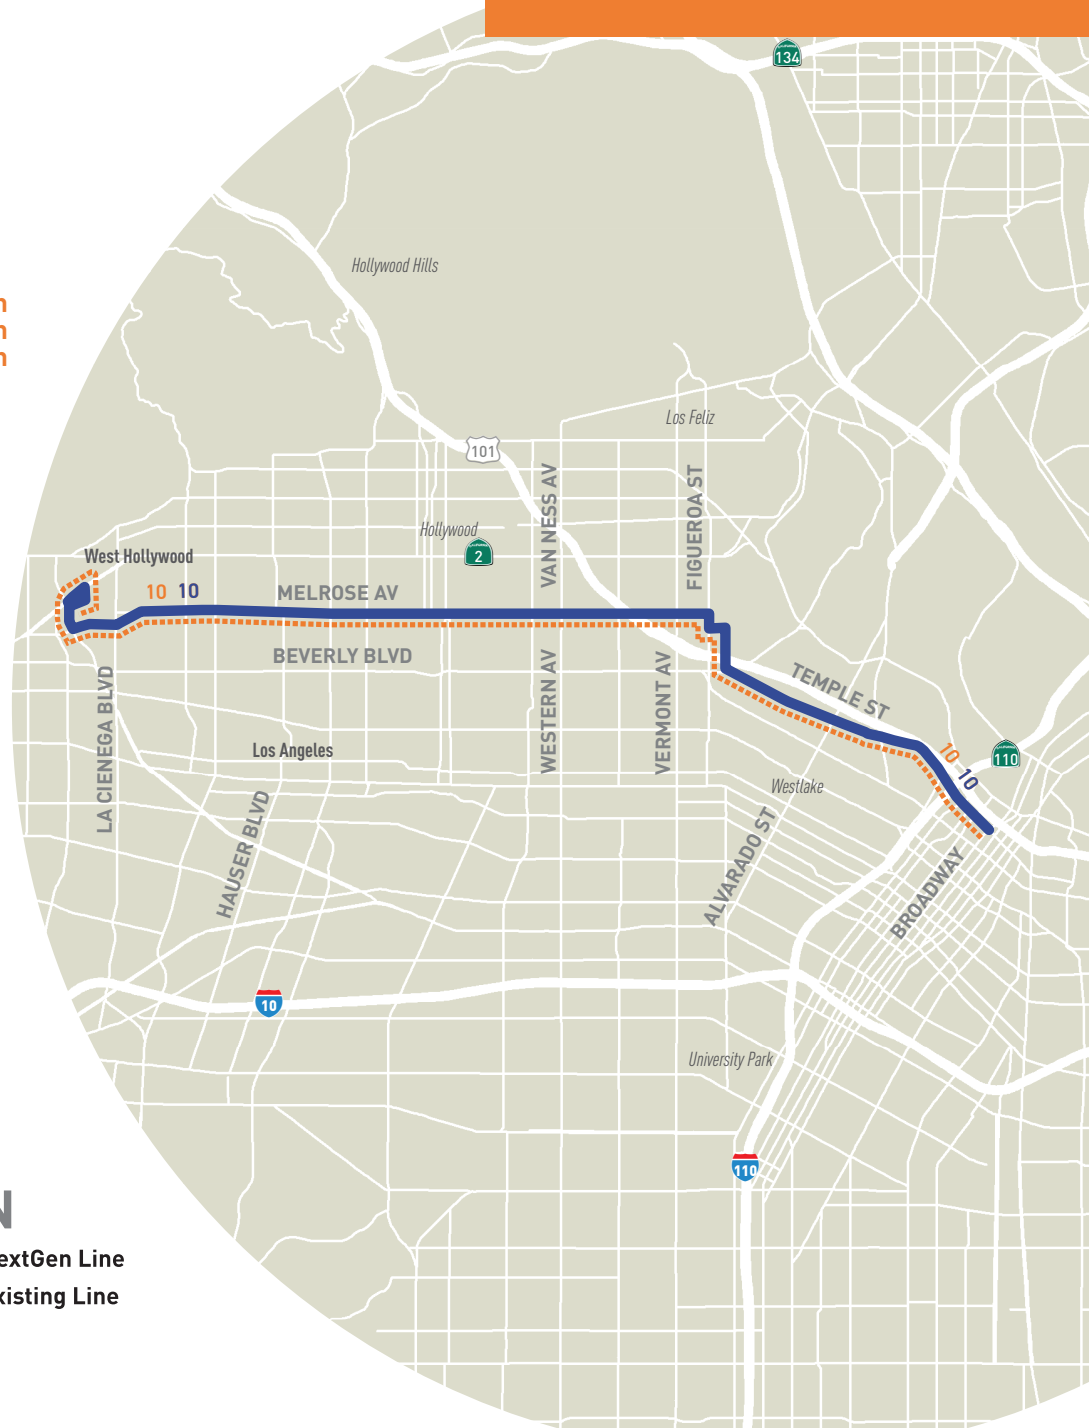 134
Hollywood Hills
n
n
n
Los Feliz
101
VAN NESS AV
FIGUEROA ST
Hollywood
CALIFORNIA
2
West Hollywood
10 10
MELROSE AV
BEVERLY BLVD
LA CIENEGA BLVD
WESTERN AV
VERMONT AV
TEMPLE ST
Los Angeles
10
10
110
Westlake
HAUSER BLVD
ALVARADO ST
BROADWAY
10
University Park
110
N
extGen Line
xisting Line